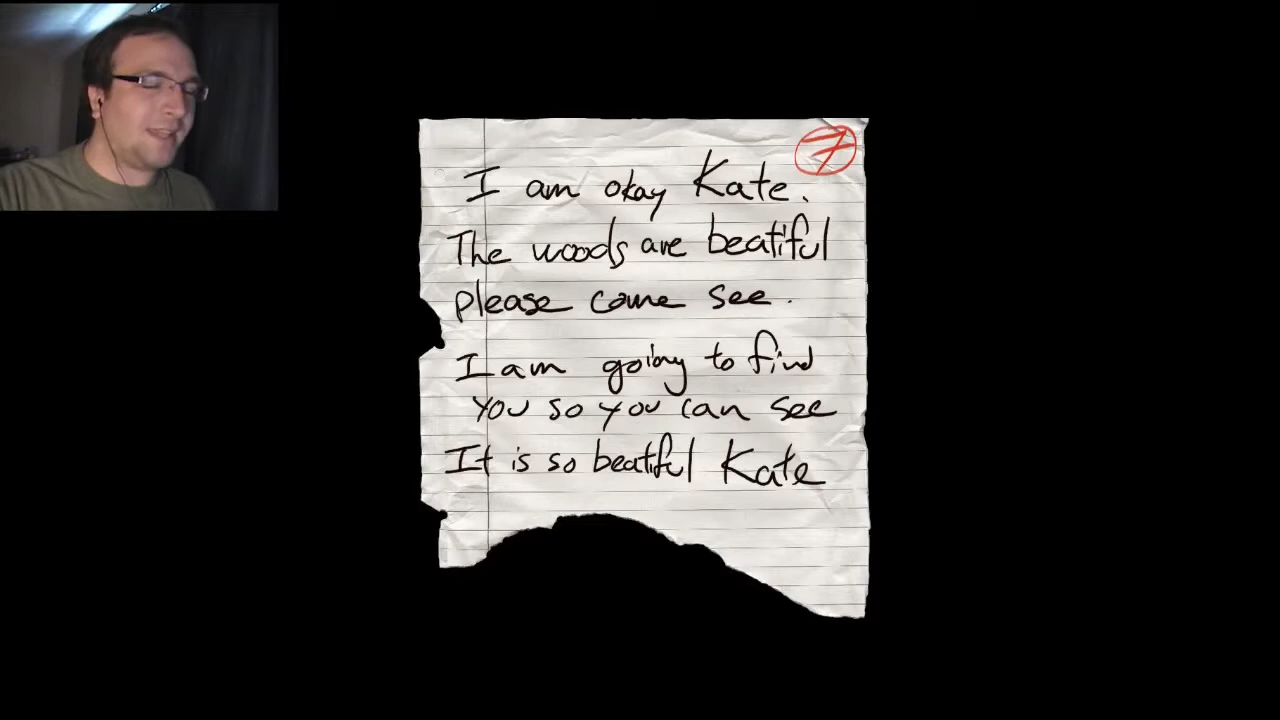 7
I am okay Kate.
The woods are beatiful
please come see.
I am going to find
you so you can see
It is so beatiful Kate